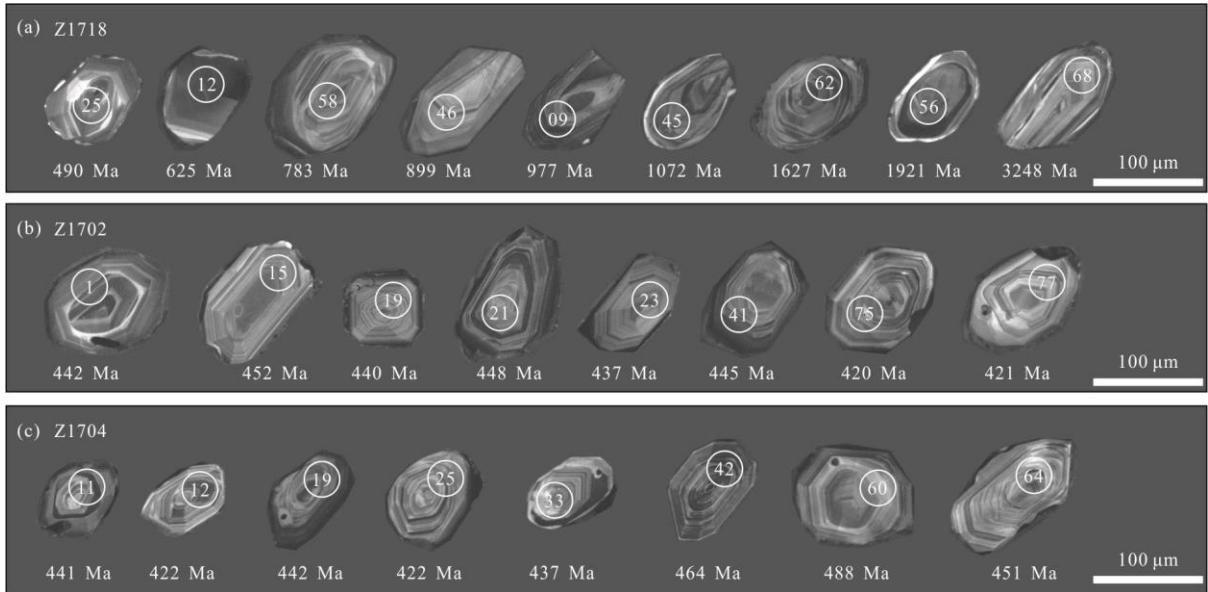 (a) Z1718
25 12 58 46 09 45 62 56 68
490 Ma 625 Ma 783 Ma 899 Ma 977 Ma 1072 Ma 1627 Ma 1921 Ma 3248 Ma
100 μm
(b) Z1702
1 15 19 21 23 41 75 77
442 Ma 452 Ma 440 Ma 448 Ma 437 Ma 445 Ma 420 Ma 421 Ma
100 μm
(c) Z1704
11 12 19 25 33 42 60 64
441 Ma 422 Ma 442 Ma 422 Ma 437 Ma 464 Ma 488 Ma 451 Ma
100 μm